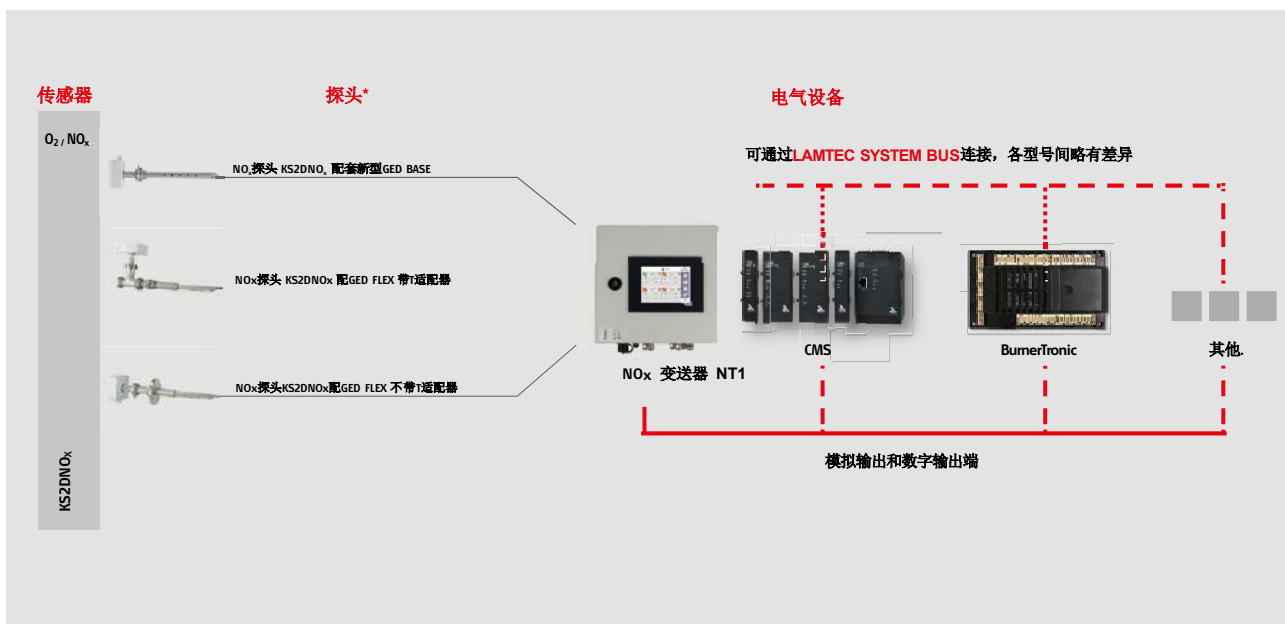 传感器
探头*
电气设备
O2 / NOx
可通过LAMTEC SYSTEM BUS连接，各型号间略有差异
NOx探头 KS2DNOx 配套新型GED BASE
NOx探头 KS2DNOx 配GED FLEX 带T适配器
CMS
BurnerTronic
其他.
NOx 变送器 NT1
NOx探头KS2DNOx配GED FLEX 不带T适配器
模拟输出和数字输出端
KS2DNOx